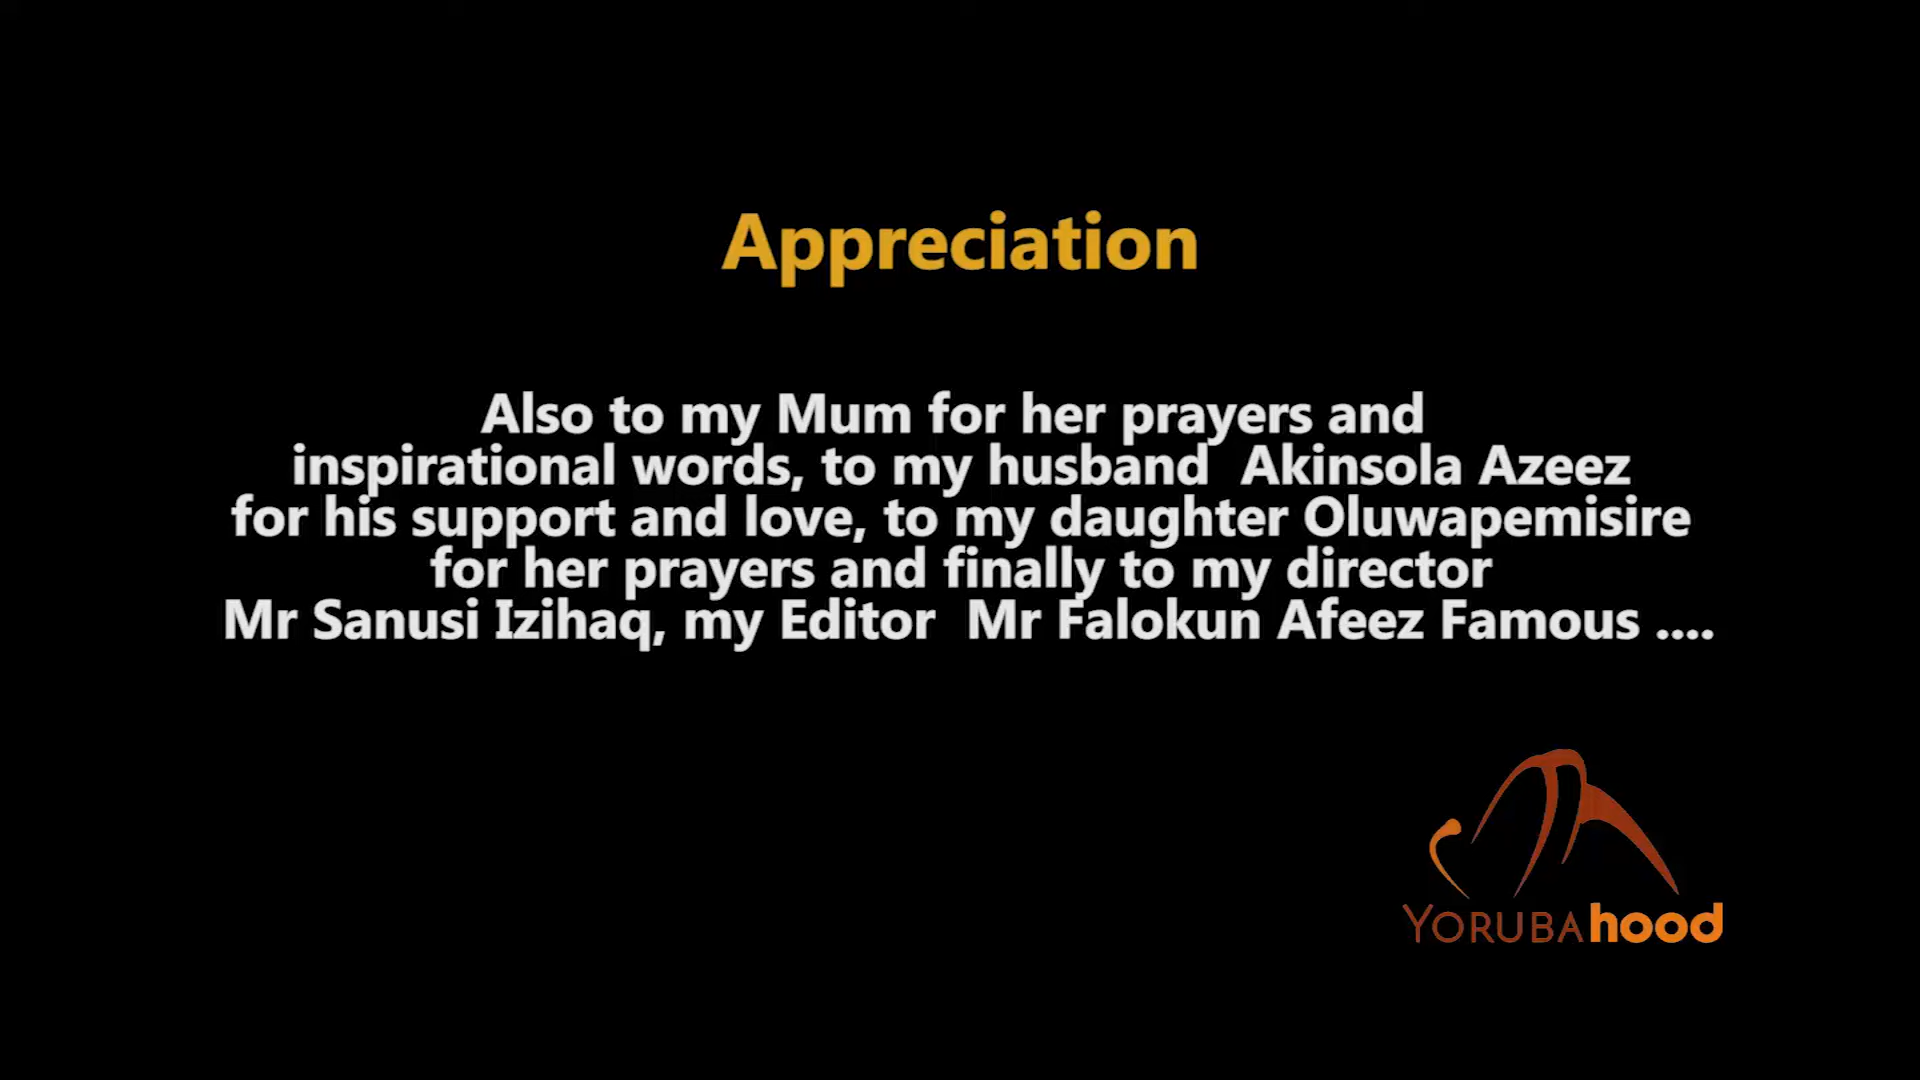 Appreciation
Also to my Mum for her prayers and
inspirational words, to my husband  Akinsola Azeez
for his support and love, to my daughter Oluwapemisire
for her prayers and finally to my director
Mr Sanusi Izihaq, my Editor  Mr Falokun Afeez Famous ....
YORUBAhood